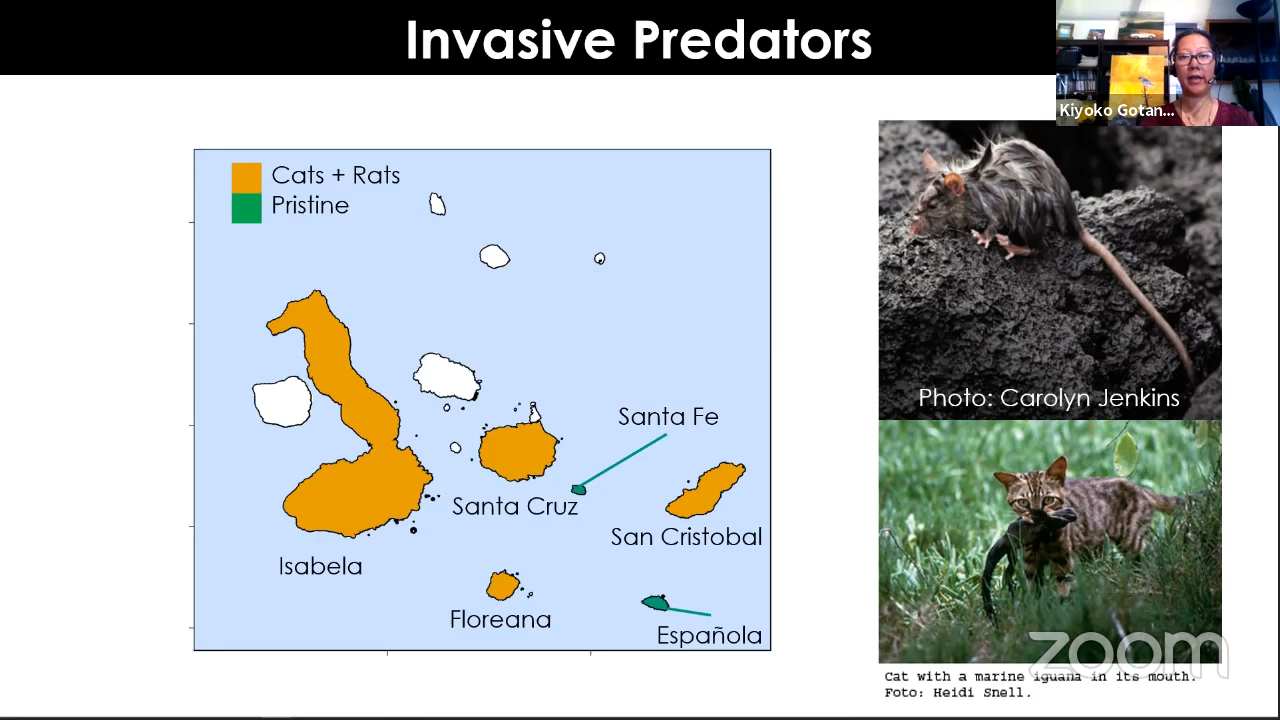 Invasive Predators
Kiyoko Gotan...
Cats + Rats
Pristine
Santa Fe
Santa Cruz
San Cristobal
Isabela
Floreana
Española
Photo: Carolyn Jenkins
zoom
Cat with a marine iguana in its mouth.
Foto: Heidi Snell.